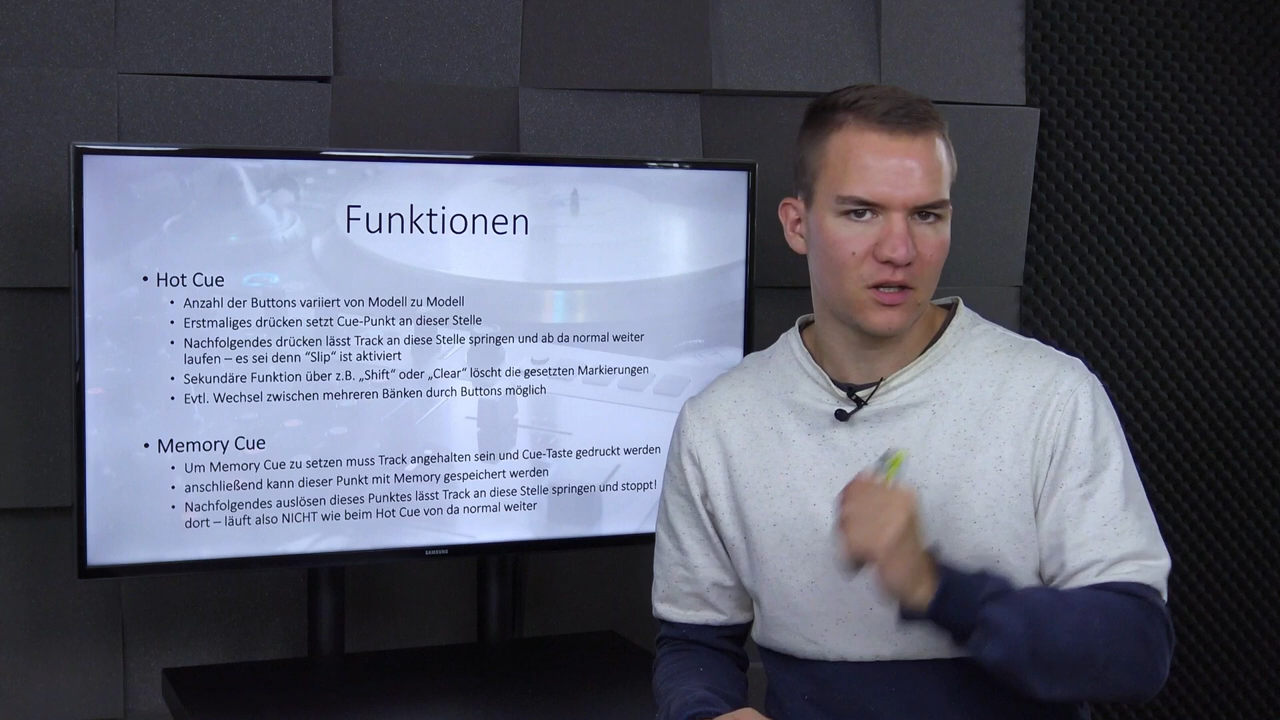 Funktionen
• Hot Cue
• Anzahl der Buttons variiert von Modell zu Modell
• Erstmaliges drücken setzt Cue-Punkt an dieser Stelle
• Nachfolgendes drücken lässt Track an diese Stelle springen und ab da normal weiter
laufen – es sei denn “Slip” ist aktiviert
• Sekundäre Funktion über z.B. „Shift“ oder „Clear“ löscht die gesetzten Markierungen
• Evtl. Wechsel zwischen mehreren Bänken durch Buttons möglich
• Memory Cue
• Um Memory Cue zu setzen muss Track angehalten sein und Cue-Taste gedruckt werden
• anschließend kann dieser Punkt mit Memory gespeichert werden
• Nachfolgendes auslösen dieses Punktes lässt Track an diese Stelle springen und stoppt!
dort – läuft also NICHT wie beim Hot Cue von da normal weiter
SAMSUNG